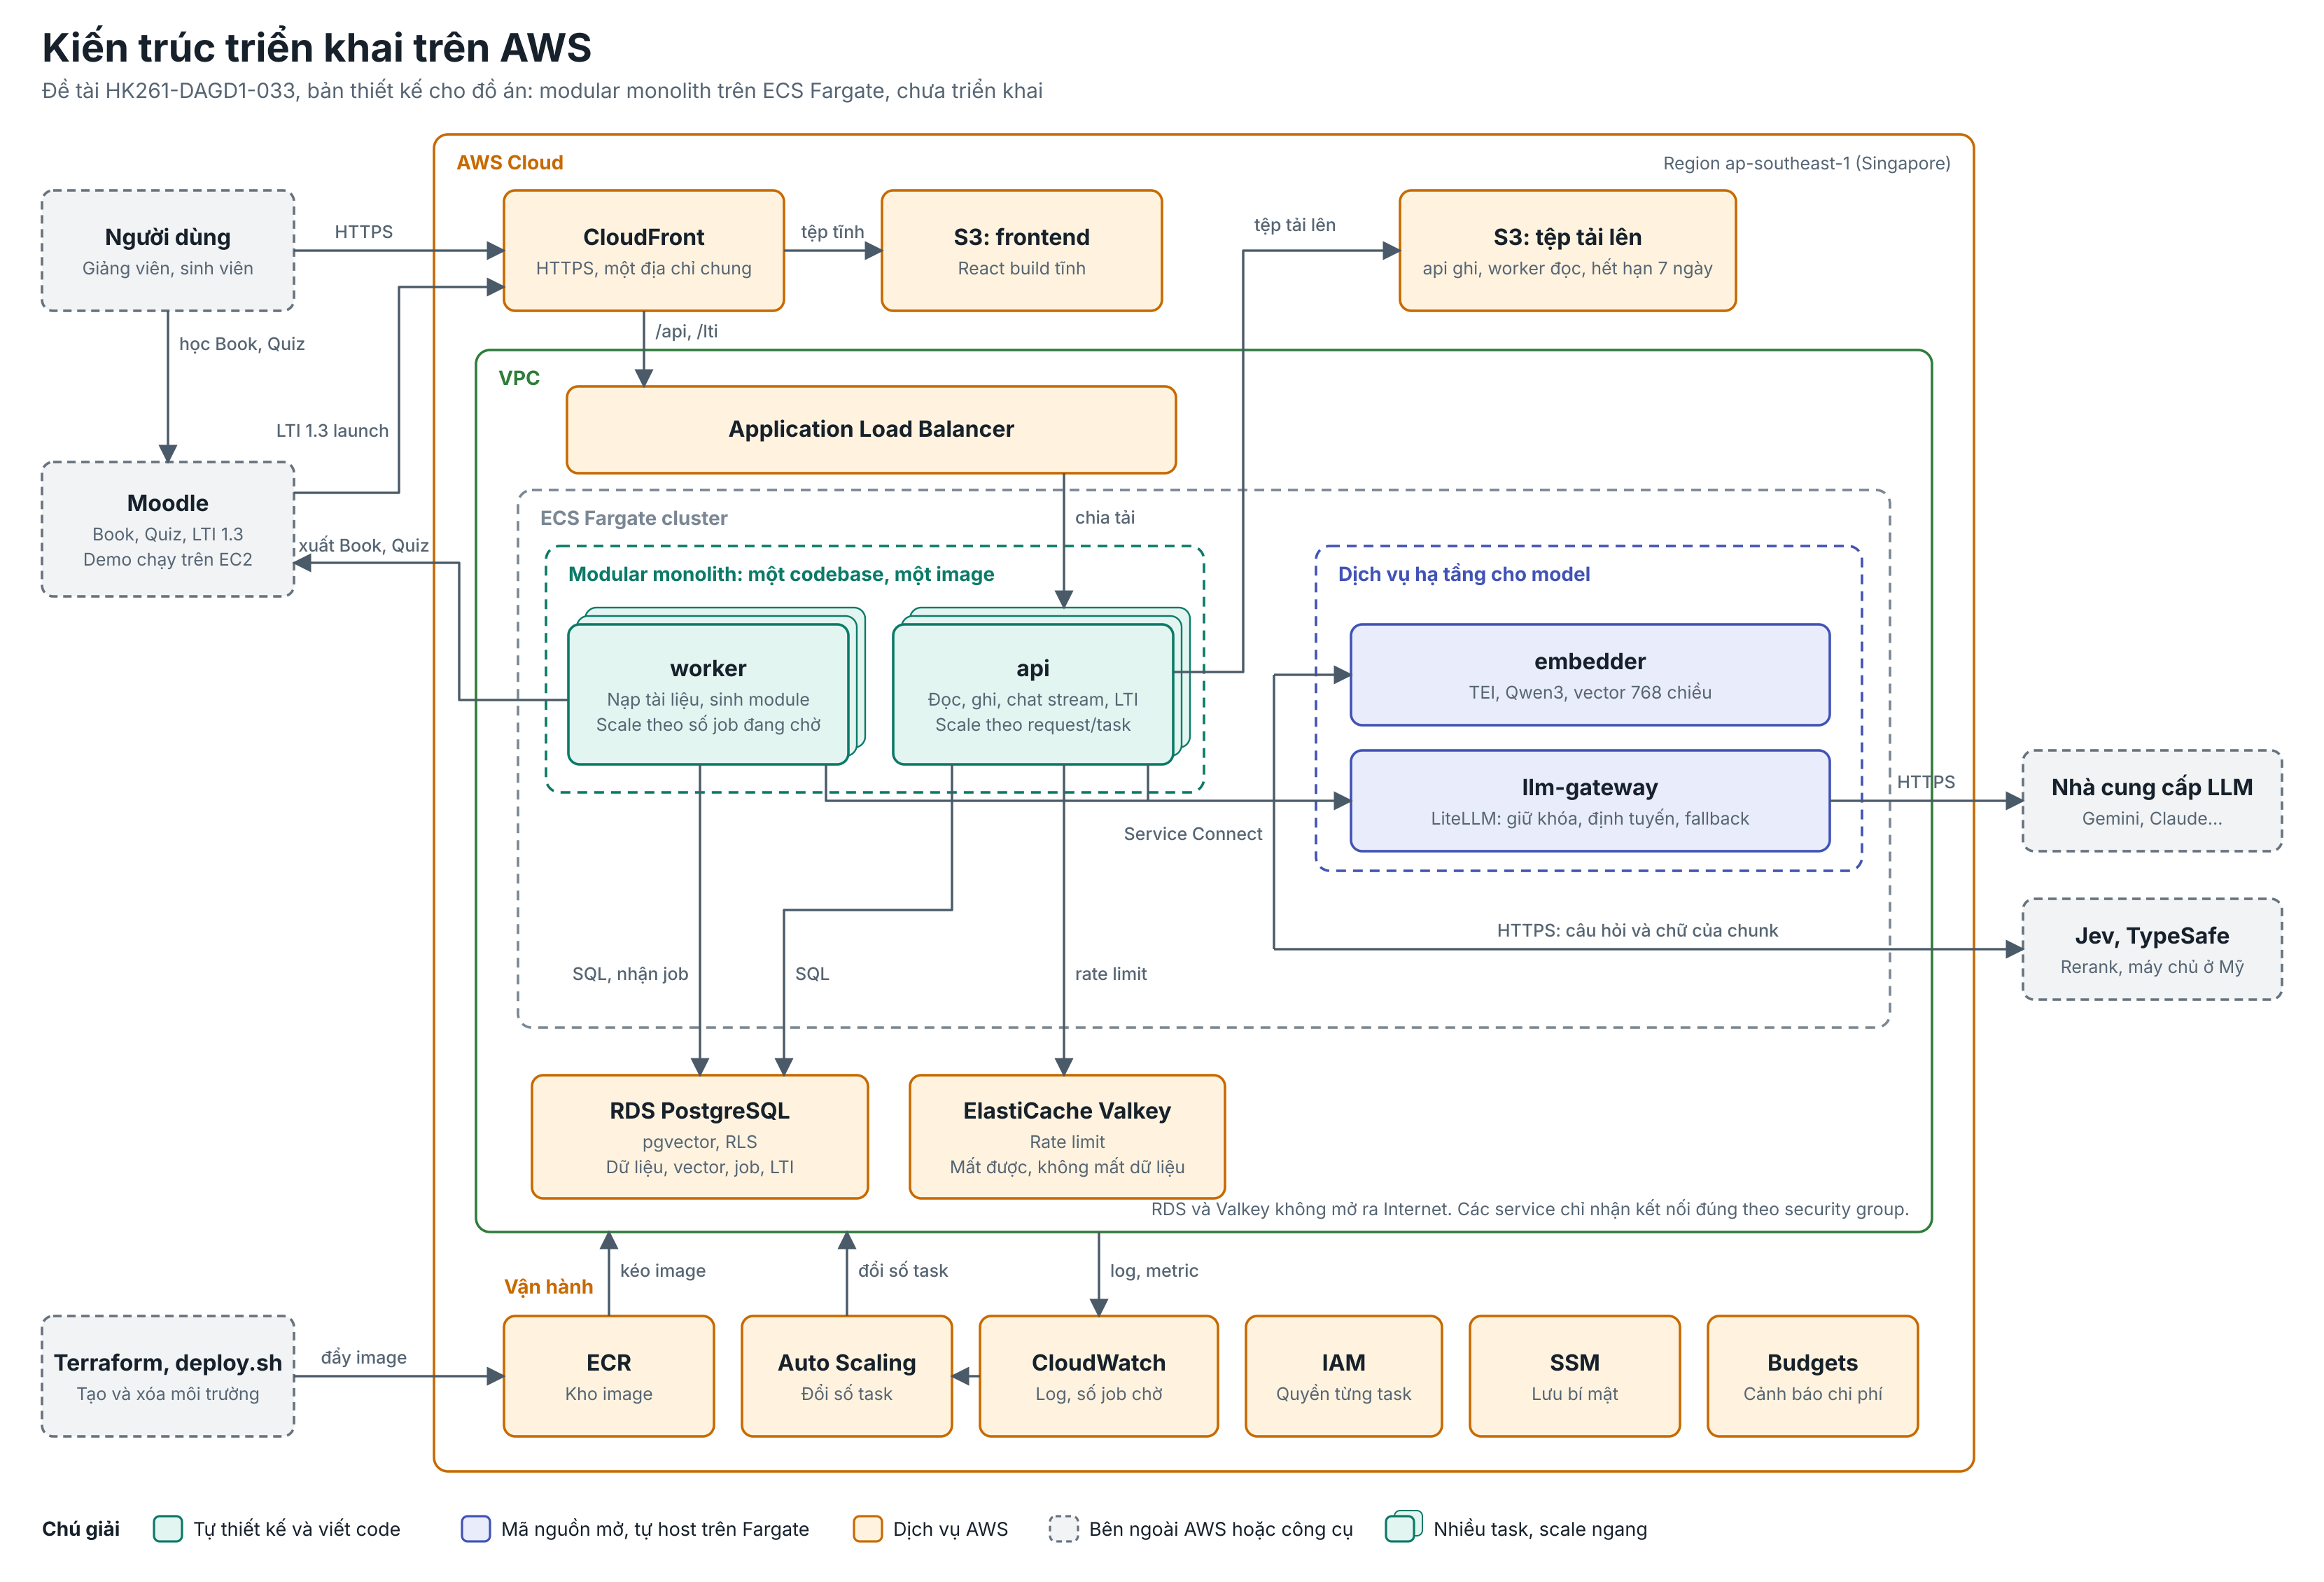 Kiến trúc triển khai trên AWS
Đề tài HK261-DAGD1-033, bản thiết kế cho đồ án: modular monolith trên ECS Fargate, chưa triển khai
AWS Cloud
Region ap-southeast-1 (Singapore)
Người dùng
Giảng viên, sinh viên
HTTPS
CloudFront
HTTPS, một địa chỉ chung
tệp tĩnh
S3: frontend
React build tĩnh
tệp tải lên
S3: tệp tải lên
api ghi, worker đọc, hết hạn 7 ngày
học Book, Quiz
/api, /lti
VPC
Application Load Balancer
LTI 1.3 launch
Moodle
Book, Quiz, LTI 1.3
Demo chạy trên EC2
xuất Book, Quiz
ECS Fargate cluster
chia tải
Modular monolith: một codebase, một image
Dịch vụ hạ tầng cho model
worker
Nạp tài liệu, sinh module
Scale theo số job đang chờ
api
Đọc, ghi, chat stream, LTI
Scale theo request/task
embedder
TEI, Qwen3, vector 768 chiều
llm-gateway
LiteLLM: giữ khóa, định tuyến, fallback
HTTPS
Nhà cung cấp LLM
Gemini, Claude...
Service Connect
HTTPS: câu hỏi và chữ của chunk
Jev, TypeSafe
Rerank, máy chủ ở Mỹ
SQL, nhận job
SQL
rate limit
RDS PostgreSQL
pgvector, RLS
Dữ liệu, vector, job, LTI
ElastiCache Valkey
Rate limit
Mất được, không mất dữ liệu
RDS và Valkey không mở ra Internet. Các service chỉ nhận kết nối đúng theo security group.
Vận hành
kéo image
đổi số task
log, metric
Terraform, deploy.sh
Tạo và xóa môi trường
đẩy image
ECR
Kho image
Auto Scaling
Đổi số task
CloudWatch
Log, số job chờ
IAM
Quyền từng task
SSM
Lưu bí mật
Budgets
Cảnh báo chi phí
Chú giải
Tự thiết kế và viết code
Mã nguồn mở, tự host trên Fargate
Dịch vụ AWS
Bên ngoài AWS hoặc công cụ
Nhiều task, scale ngang